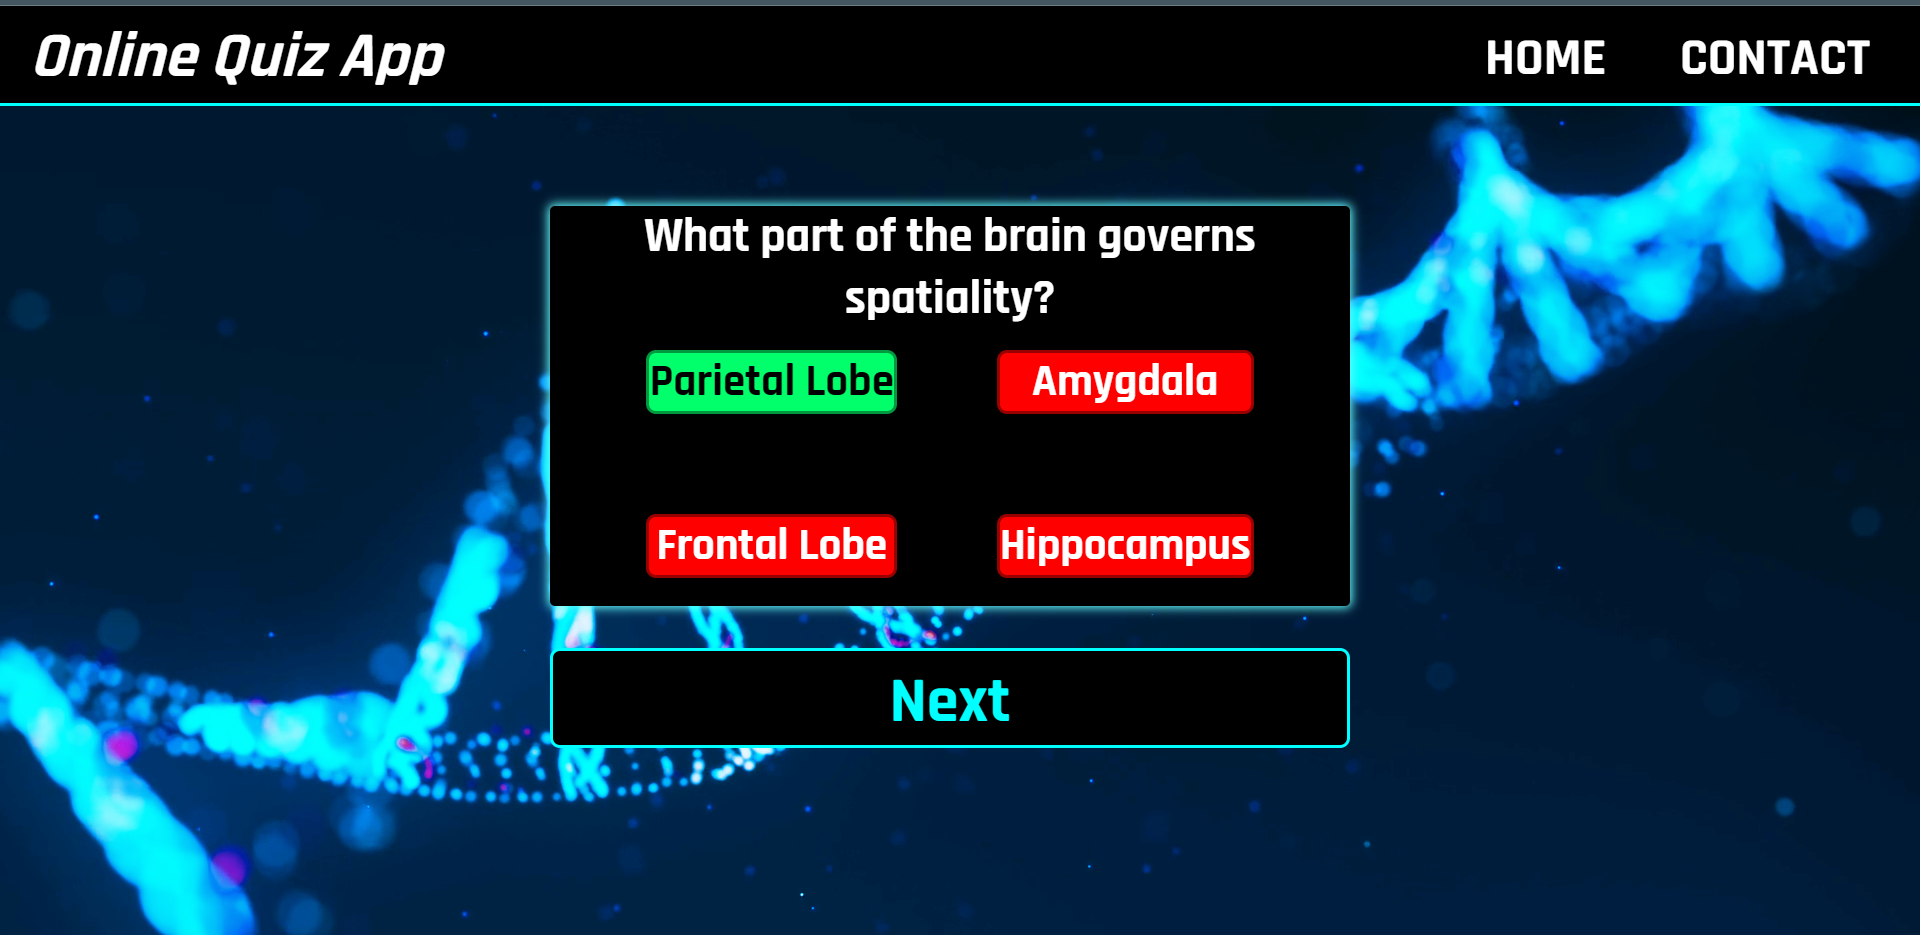 Online Quiz App
HOME CONTACT
What part of the brain governs
spatiality?
Parietal Lobe
Amygdala
Frontal Lobe
Hippocampus
Next